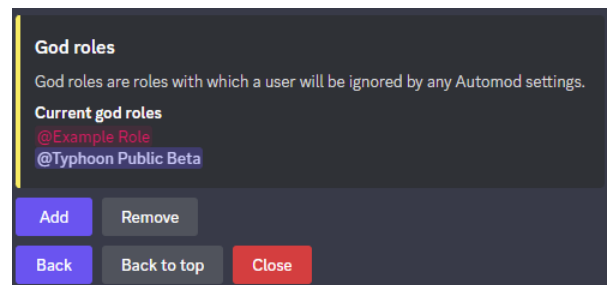 God roles
God roles are roles with which a user will be ignored by any Automod settings.
Current god roles
@Example Role
@Typhoon Public Beta
Add Remove
Back Back to top Close